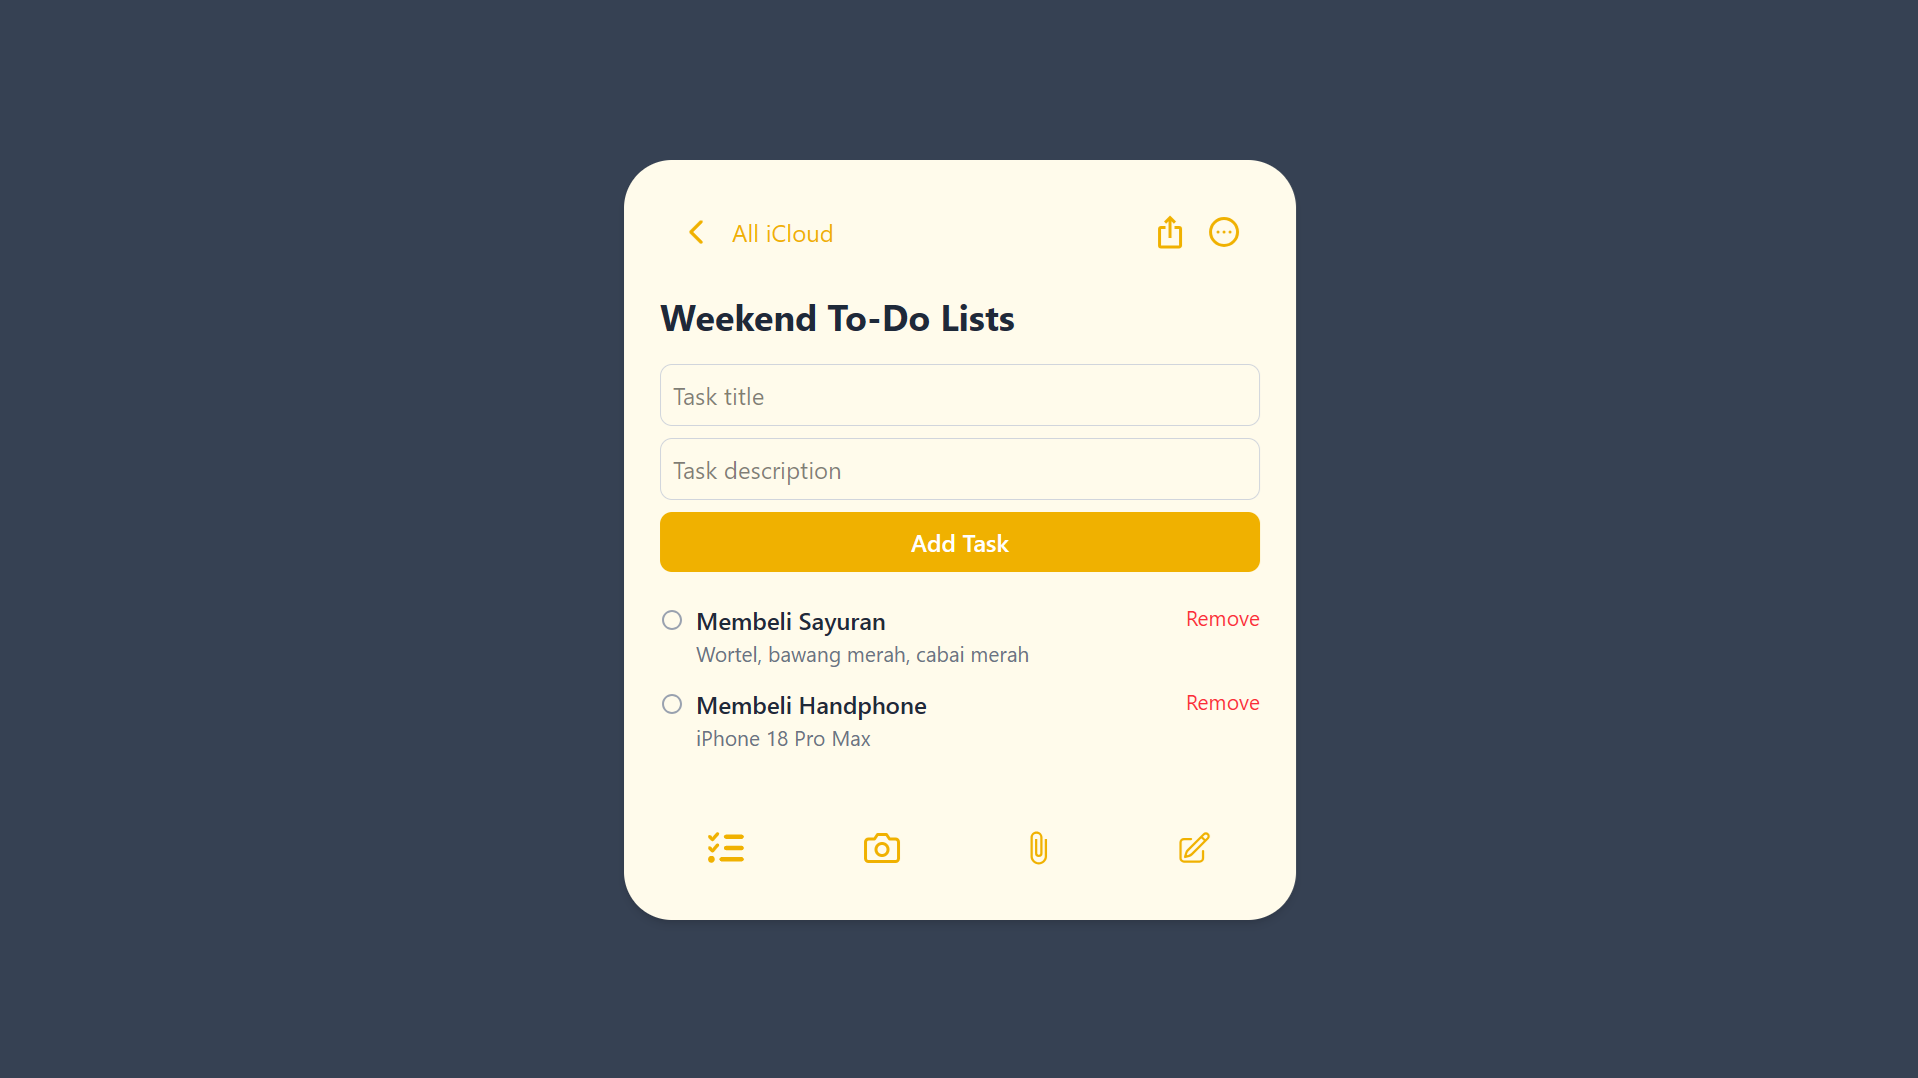 All iCloud
Weekend To-Do Lists
Task title
Task description
Add Task
Membeli Sayuran
Remove
Wortel, bawang merah, cabai merah
Membeli Handphone
Remove
iPhone 18 Pro Max